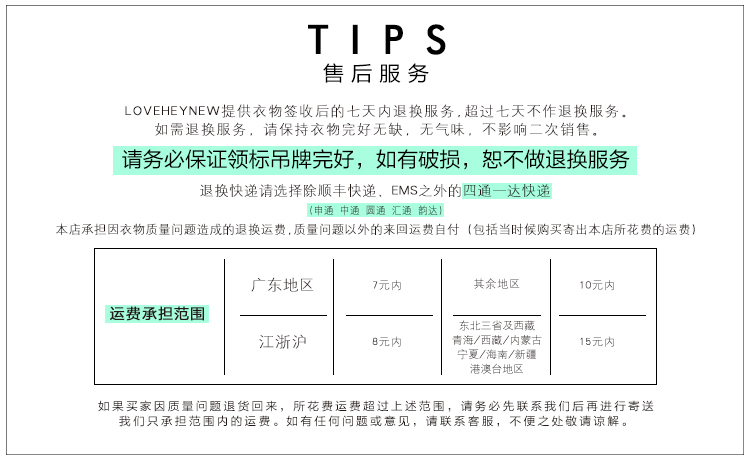 TIPS
售后服务
LOVEHEYNEW提供衣物签收后的七天内退换服务,超过七天不作退换服务。
如需退换服务，请保持衣物完好无缺，无气味，不影响二次销售。
请务必保证领标吊牌完好，如有破损，恕不做退换服务
退换快递请选择除顺丰快递、EMS之外的四通一达快递
(申通 中通 圆通 汇通 韵达)
本店承担因衣物质量问题造成的退换运费,质量问题以外的来回运费自付（包括当时候购买寄出本店所花费的运费）
运费承担范围
广东地区
7元内
其余地区
10元内
江浙沪
8元内
东北三省及西藏
青海/西藏/内蒙古
宁夏/海南/新疆
港澳台地区
15元内
如果买家因质量问题退货回来，所花费运费超过上述范围，请务必先联系我们后再进行寄送
我们只承担范围内的运费。如有任何问题或意见，请联系客服，不便之处敬请谅解。